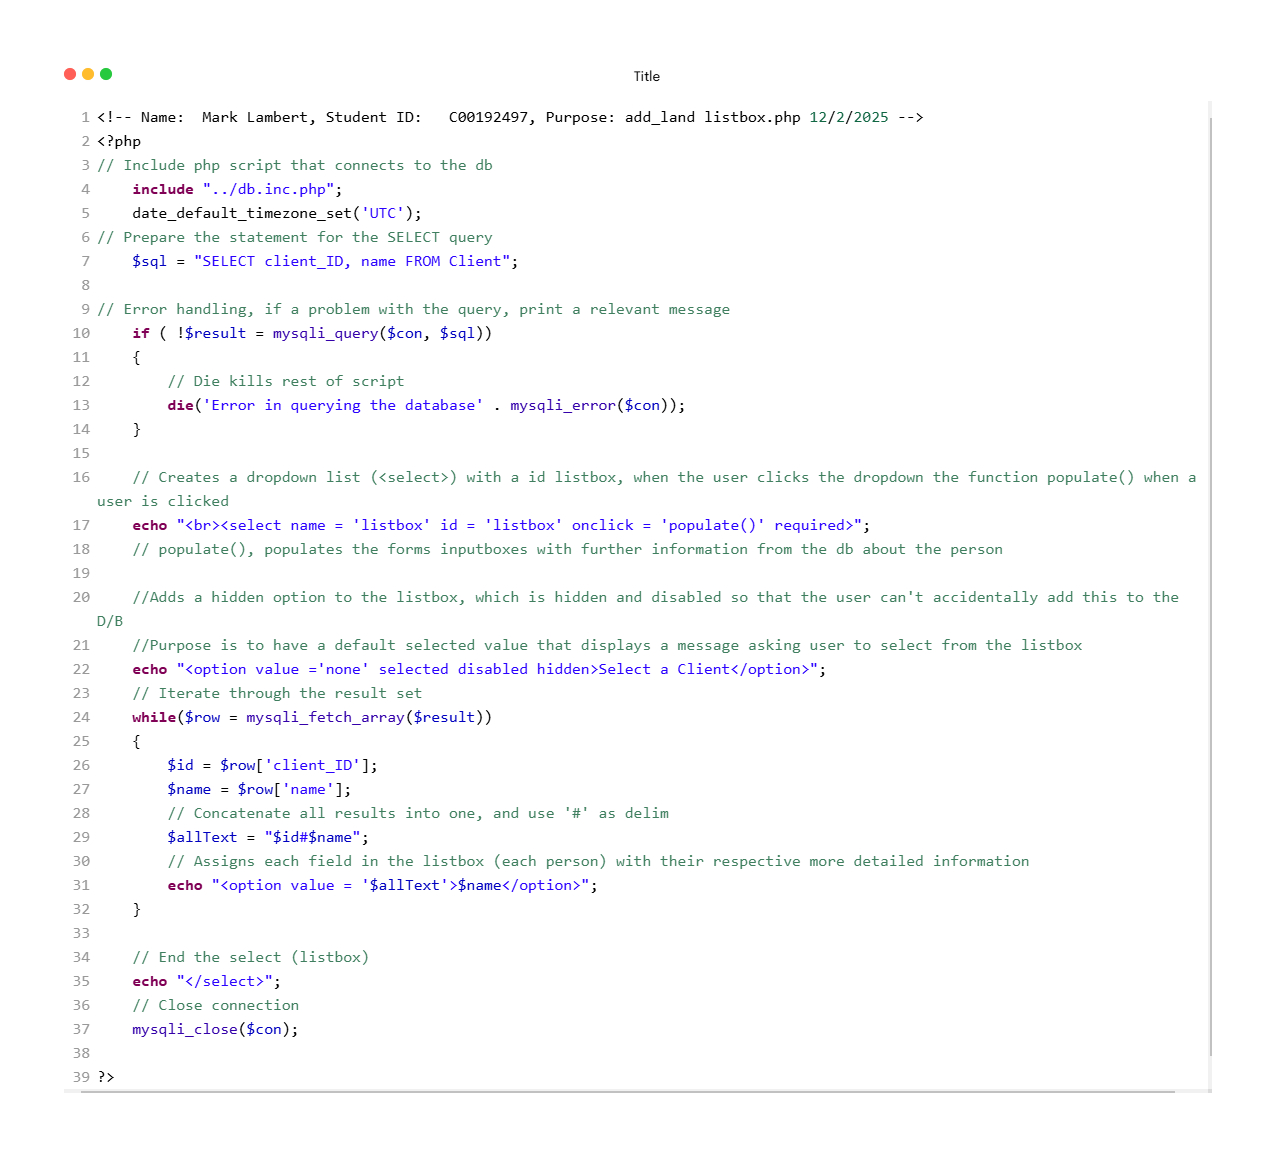 Title
1 <!-- Name:  Mark Lambert, Student ID:   C00192497, Purpose: add_land listbox.php 12/2/2025 -->
2 <?php
3 // Include php script that connects to the db
4     include "../db.inc.php";
5     date_default_timezone_set('UTC');
6 // Prepare the statement for the SELECT query
7     $sql = "SELECT client_ID, name FROM Client";
8
9 // Error handling, if a problem with the query, print a relevant message
10     if ( !$result = mysqli_query($con, $sql))
11     {
12         // Die kills rest of script
13         die('Error in querying the database' . mysqli_error($con));
14     }
15
16     // Creates a dropdown list (<select>) with a id listbox, when the user clicks the dropdown the function populate() when a
user is clicked
17     echo "<br><select name = 'listbox' id = 'listbox' onclick = 'populate()' required>";
18     // populate(), populates the forms inputboxes with further information from the db about the person
19
20     //Adds a hidden option to the listbox, which is hidden and disabled so that the user can't accidentally add this to the
D/B
21     //Purpose is to have a default selected value that displays a message asking user to select from the listbox
22     echo "<option value ='none' selected disabled hidden>Select a Client</option>";
23     // Iterate through the result set
24     while($row = mysqli_fetch_array($result))
25     {
26         $id = $row['client_ID'];
27         $name = $row['name'];
28         // Concatenate all results into one, and use '#' as delim
29         $allText = "$id#$name";
30         // Assigns each field in the listbox (each person) with their respective more detailed information
31         echo "<option value = '$allText'>$name</option>";
32     }
33
34     // End the select (listbox)
35     echo "</select>";
36     // Close connection
37     mysqli_close($con);
38
39 ?>